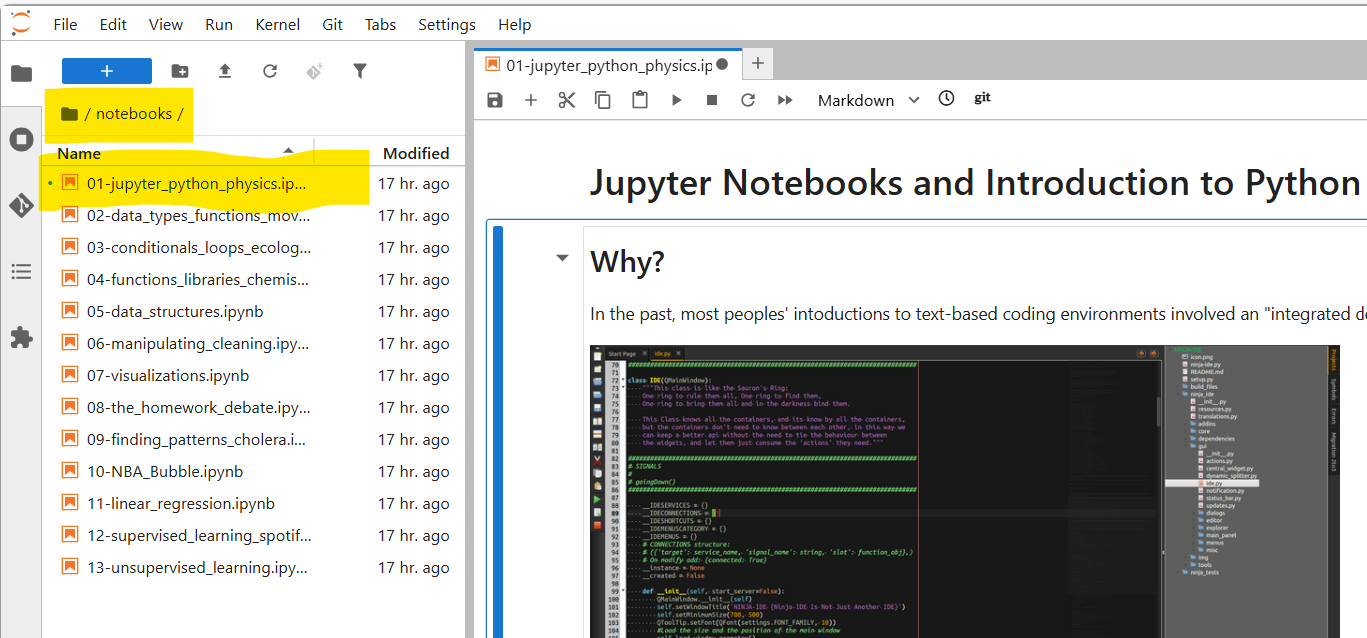 File Edit View Run Kernel Git Tabs Settings Help
/ notebooks /
Name Modified
01-jupyter_python_physics.ip... 17 hr. ago
02-data_types_functions_mov... 17 hr. ago
03-conditionals_loops_ecolog... 17 hr. ago
04-functions_libraries_chemis... 17 hr. ago
05-data_structures.ipynb 17 hr. ago
06-manipulating_cleaning.ipy... 17 hr. ago
07-visualizations.ipynb 17 hr. ago
08-the_homework_debate.ipy... 17 hr. ago
09-finding_patterns_cholera.i... 17 hr. ago
10-NBA_Bubble.ipynb 17 hr. ago
11-linear_regression.ipynb 17 hr. ago
12-supervised_learning_spotif... 17 hr. ago
13-unsupervised_learning.ipy... 17 hr. ago
01-jupyter_python_physics.ip
Markdown git
Jupyter Notebooks and Introduction to Python
Why?
In the past, most peoples' intoductions to text-based coding environments involved an "integrated de
Start Page ide.py
class IDE(QMainWindow):
"""This class is like the Sauron's Ring:
One ring to rule them all, One ring to find them,
One ring to bring them all and in the darkness bind them.
This Class knows all the containers, and its know by all the containers,
but the containers don't need to know between each other, in this way we
can keep a better api without the need to tie the behaviour between
the widgets, and let them just consume the 'actions' they need."""
# SIGNALS
#
# goingDown()
__IDESERVICES = {}
__IDECONNECTIONS = []
__IDESHORTCUTS = {}
__IDEMENUSCATEGORY = {}
__IDEMENUS = {}
# CONNECTIONS structure:
# ({'target': service_name, 'signal_name': string, 'slot': function_obj},)
# On modify add: {connected: True}
__instance = None
__created = False
def __init__(self, start_server=False):
QMainWindow.__init__(self)
self.setWindowTitle('NINJA-IDE {Ninja-IDE Is Not Just Another IDE}')
self.setMinimumSize(700, 500)
QToolTip.setFont(QFont(settings.FONT_FAMILY, 10))
#Load the size and the position of the main window
icon.png
ninja-ide.py
README.md
setup.py
build_files
ninja_ide
__init__.py
resources.py
translations.py
addins
core
dependencies
gui
__init__.py
actions.py
central_widget.py
dynamic_splitter.py
ide.py
notification.py
status_bar.py
updates.py
dialogs
editor
explorer
main_panel
menus
misc
img
tools
ninja_tests
Projects
Symbols
Errors
Migration 2to3